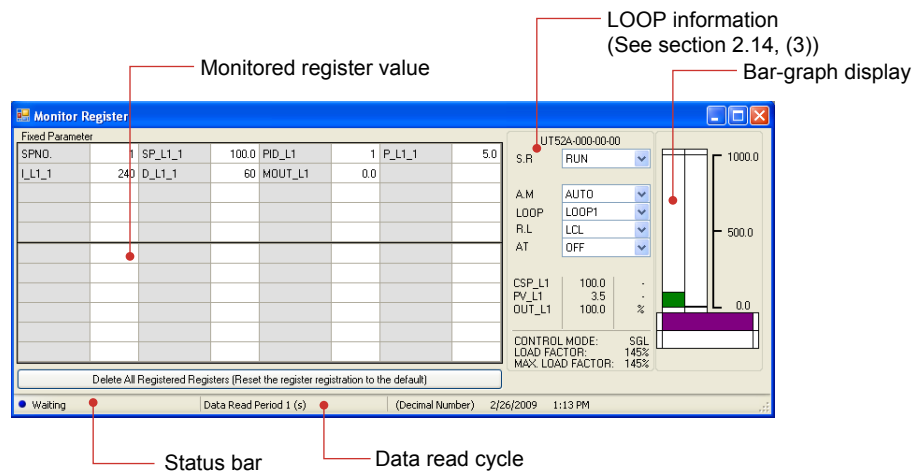 LOOP information
(See section 2.14, (3))
Monitored register value
Bar-graph display
Monitor Register
Fixed Parameter
SPNO. 1 SP_L1_1 100.0 PID_L1 1 P_L1_1 5.0
I_L1_1 240 D_L1_1 60 MOUT_L1 0.0
UT52A-000-00-00
S.R RUN
A.M AUTO
LOOP LOOP1
R.L LCL
AT OFF
CSP_L1 100.0 -
PV_L1 3.5 -
OUT_L1 100.0 %
CONTROL MODE: SGL
LOAD FACTOR: 145%
MAX. LOAD FACTOR: 145%
1000.0
500.0
0.0
Delete All Registered Registers (Reset the register registration to the default)
Waiting Data Read Period 1 (s) (Decimal Number) 2/26/2009 1:13 PM
Status bar
Data read cycle